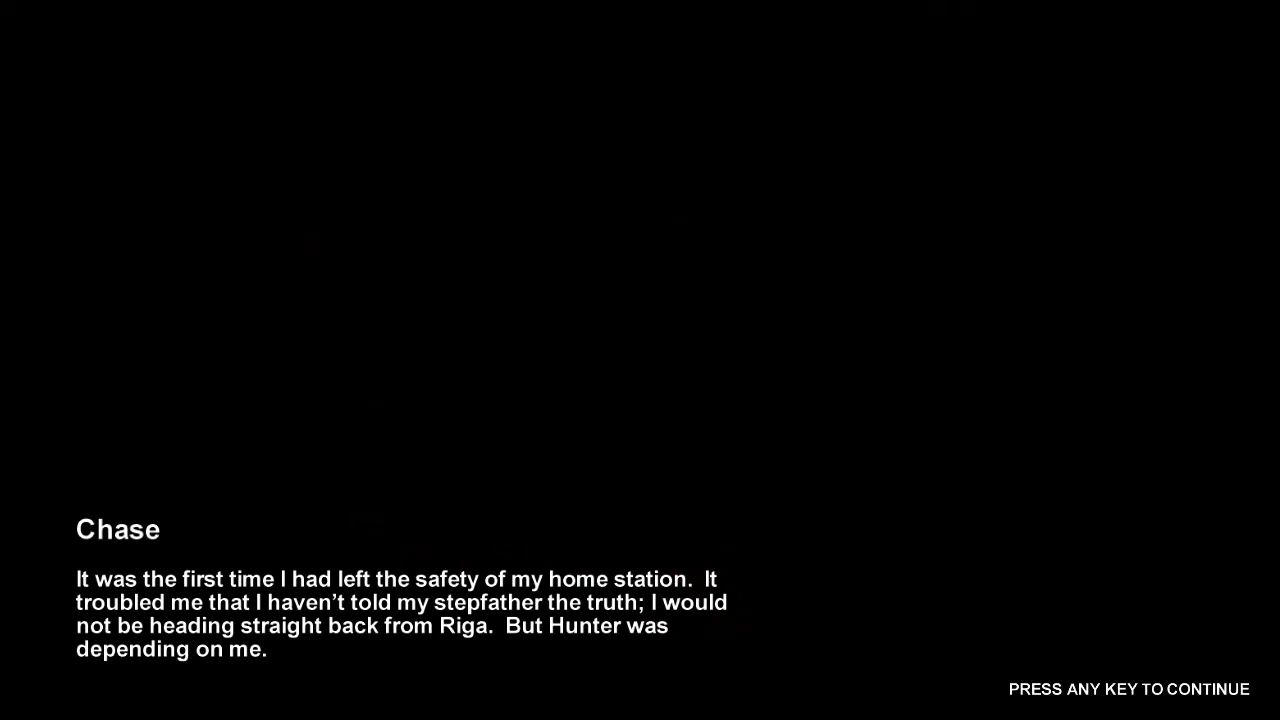 Chase
It was the first time I had left the safety of my home station.  It
troubled me that I haven’t told my stepfather the truth; I would
not be heading straight back from Riga.  But Hunter was
depending on me.
PRESS ANY KEY TO CONTINUE